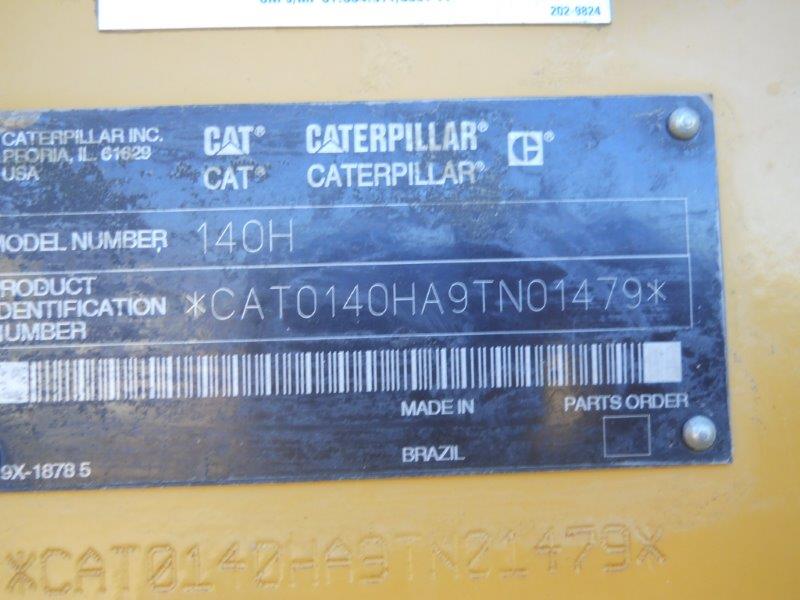 202-9824
CATERPILLAR INC.
PEORIA, IL. 61629
USA
CAT® CATERPILLAR®
CAT® CATERPILLAR®
MODEL NUMBER 140H
PRODUCT
IDENTIFICATION
NUMBER
*CAT0140HA9TN01479*
MADE IN
BRAZIL
PARTS ORDER
9X-1878 5
*CAT0140HA9TN01479*